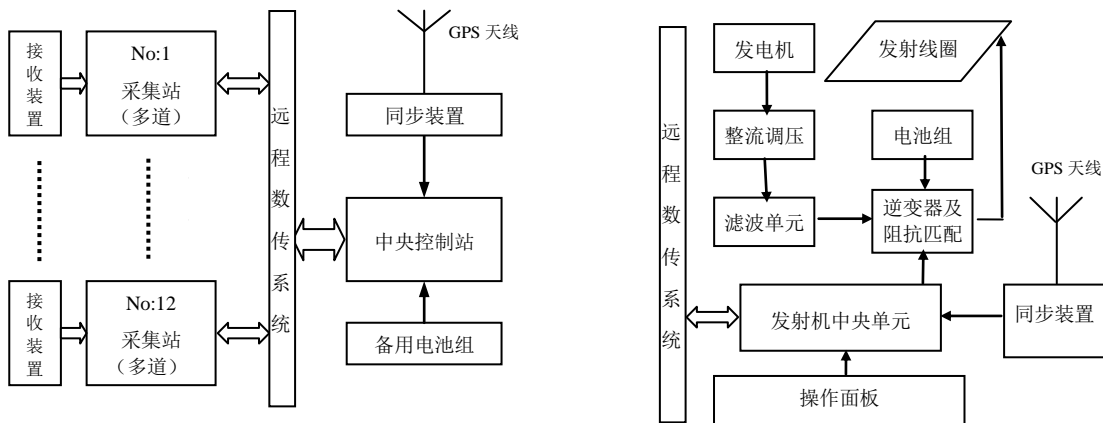 接收装置
No:1
采集站
（多道）
接收装置
No:12
采集站
（多道）
远程数传系统
GPS 天线
同步装置
中央控制站
备用电池组
远程数传系统
发电机
整流调压
滤波单元
发射线圈
电池组
逆变器及
阻抗匹配
GPS 天线
同步装置
发射机中央单元
操作面板